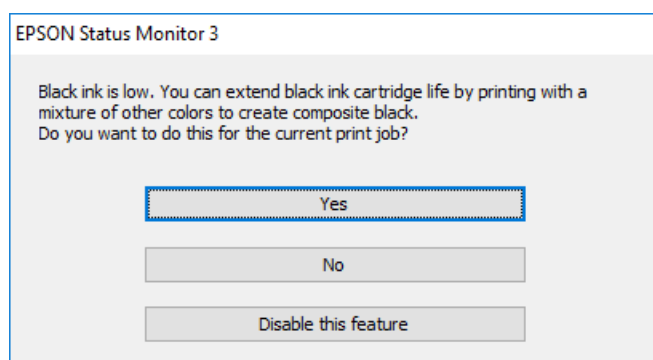 EPSON Status Monitor 3
Black ink is low. You can extend black ink cartridge life by printing with a
mixture of other colors to create composite black.
Do you want to do this for the current print job?
Yes
No
Disable this feature